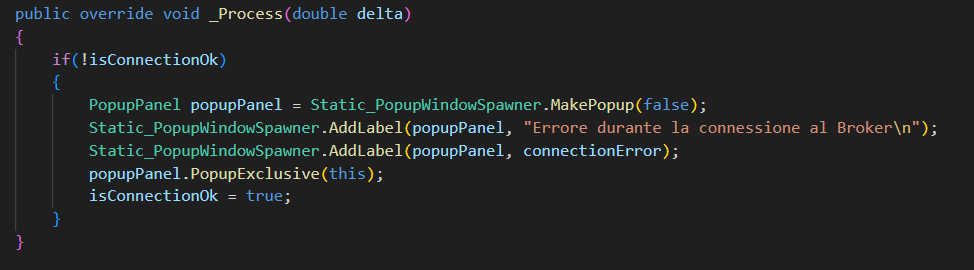 public override void _Process(double delta)
{
if(!isConnectionOk)
{
PopupPanel popupPanel = Static_PopupWindowSpawner.MakePopup(false);
Static_PopupWindowSpawner.AddLabel(popupPanel, "Errore durante la connessione al Broker\n");
Static_PopupWindowSpawner.AddLabel(popupPanel, connectionError);
popupPanel.PopupExclusive(this);
isConnectionOk = true;
}
}